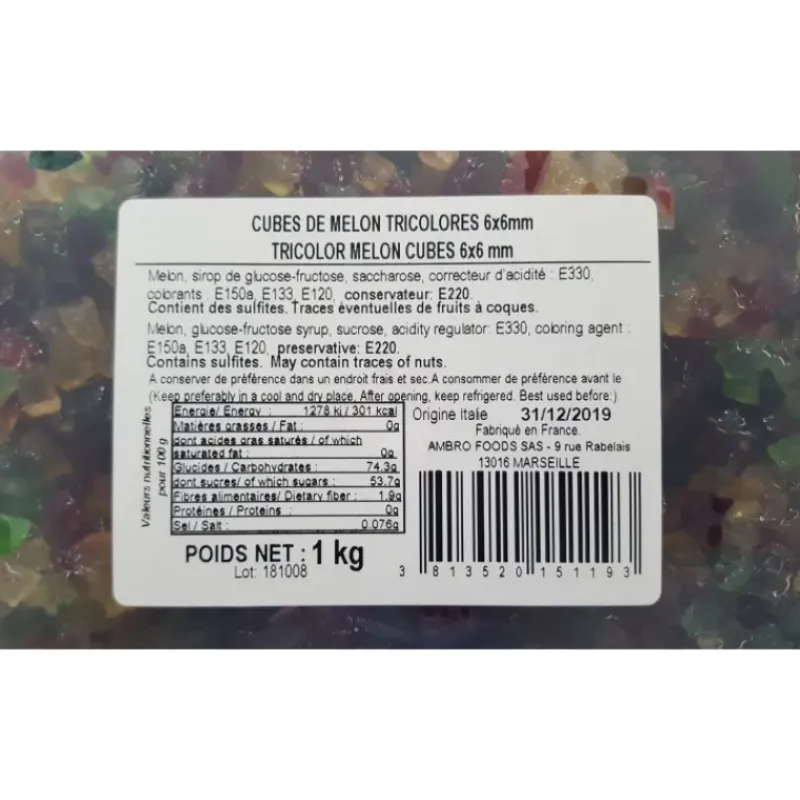 CUBES DE MELON TRICOLORES 6x6mm
TRICOLOR MELON CUBES 6x6 mm
Melon, sirop de glucose-fructose, saccharose, correcteur d'acidité : E330,
colorants : E150a, E133, E120, conservateur: E220.
Contient des sulfites. Traces éventuelles de fruits à coques.
Melon, glucose-fructose syrup, sucrose, acidity regulator: E330, coloring agent :
E150a, E133, E120, preservative: E220.
Contains sulfites. May contain traces of nuts.
A conserver de préférence dans un endroit frais et sec.A consommer de préférence avant le
(Keep preferably in a cool and dry place. After opening, keep refrigered. Best used before:)
Valeurs nutritionnelles
pour 100 g
Energie/ Energy : 1278 kj / 301 kcal
Matières grasses / Fat : 0g
dont acides gras saturés / of which
saturated fat : 0g
Glucides / Carbohydrates : 74.3g
dont sucres/ of which sugars : 53.7g
Fibres alimentaires/ Dietary fiber : 1.9g
Protéines / Proteins : 0g
Sel / Salt : 0.076g
Origine Italie 31/12/2019
Fabriqué en France.
AMBRO FOODS SAS - 9 rue Rabelais
13016 MARSEILLE
POIDS NET : 1 kg
Lot: 181008
3 813520 151193